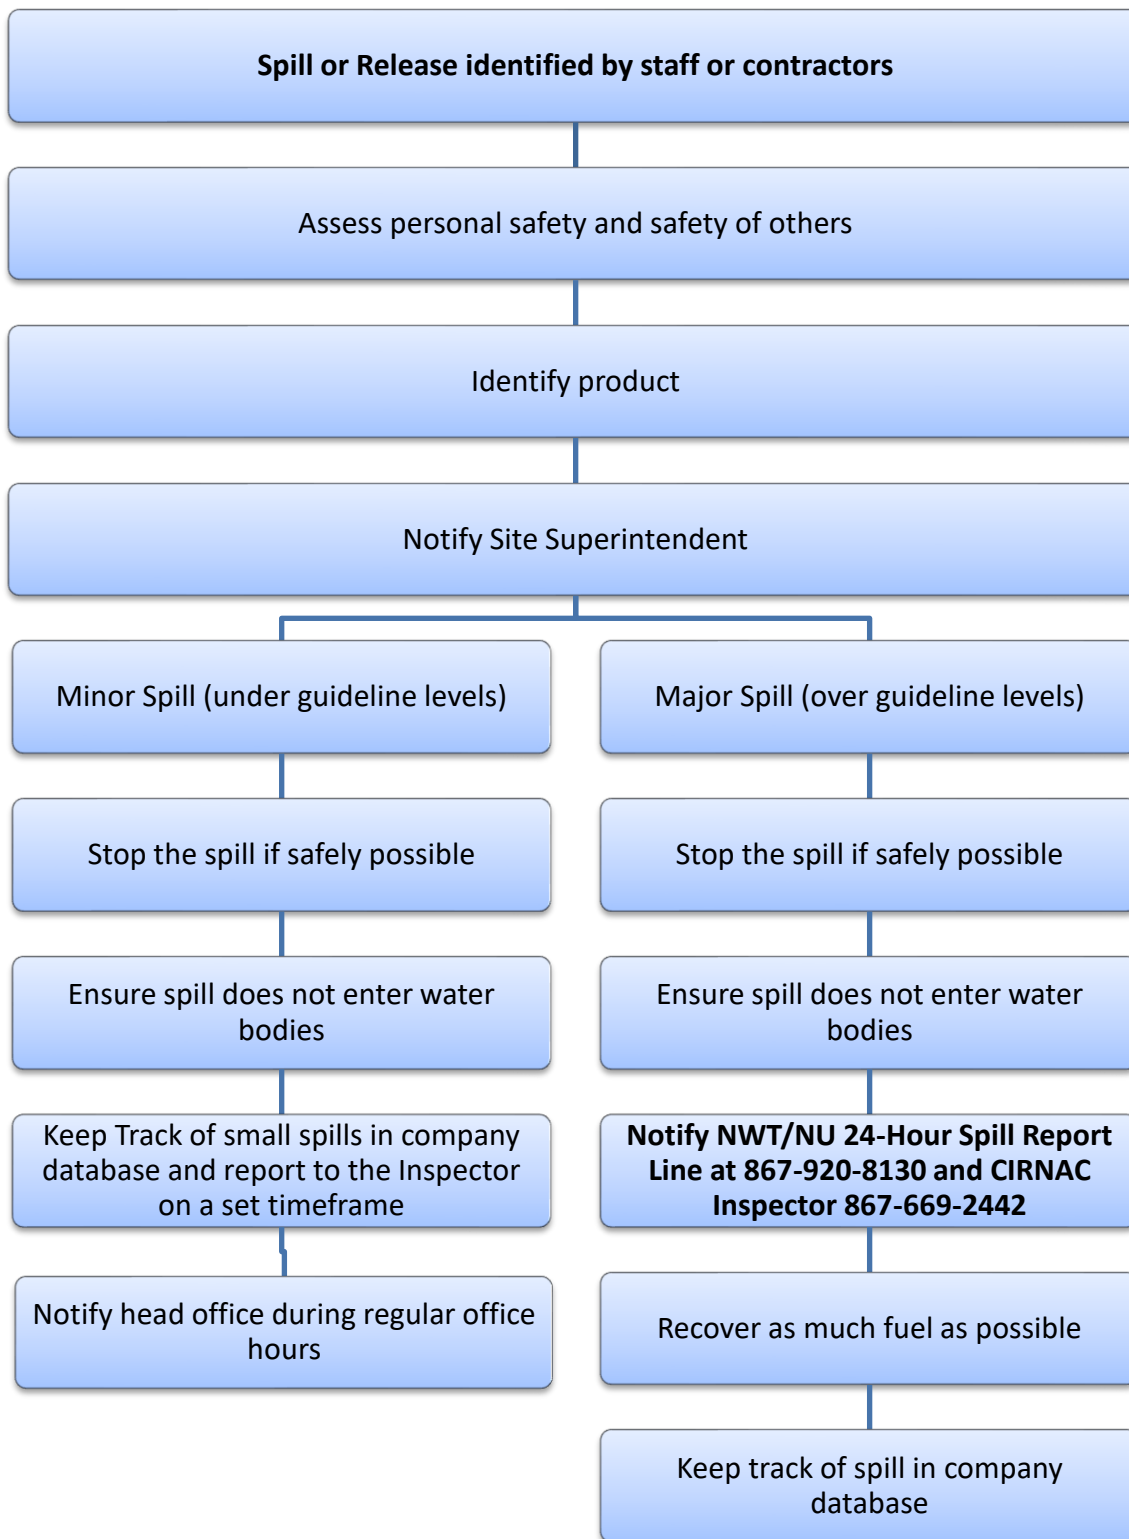 Spill or Release identified by staff or contractors
Assess personal safety and safety of others
Identify product
Notify Site Superintendent
Minor Spill (under guideline levels)
Stop the spill if safely possible
Ensure spill does not enter water
bodies
Keep Track of small spills in company
database and report to the Inspector
on a set timeframe
Notify head office during regular office
hours
Major Spill (over guideline levels)
Stop the spill if safely possible
Ensure spill does not enter water
bodies
Notify NWT/NU 24-Hour Spill Report
Line at 867-920-8130 and CIRNAC
Inspector 867-669-2442
Recover as much fuel as possible
Keep track of spill in company
database